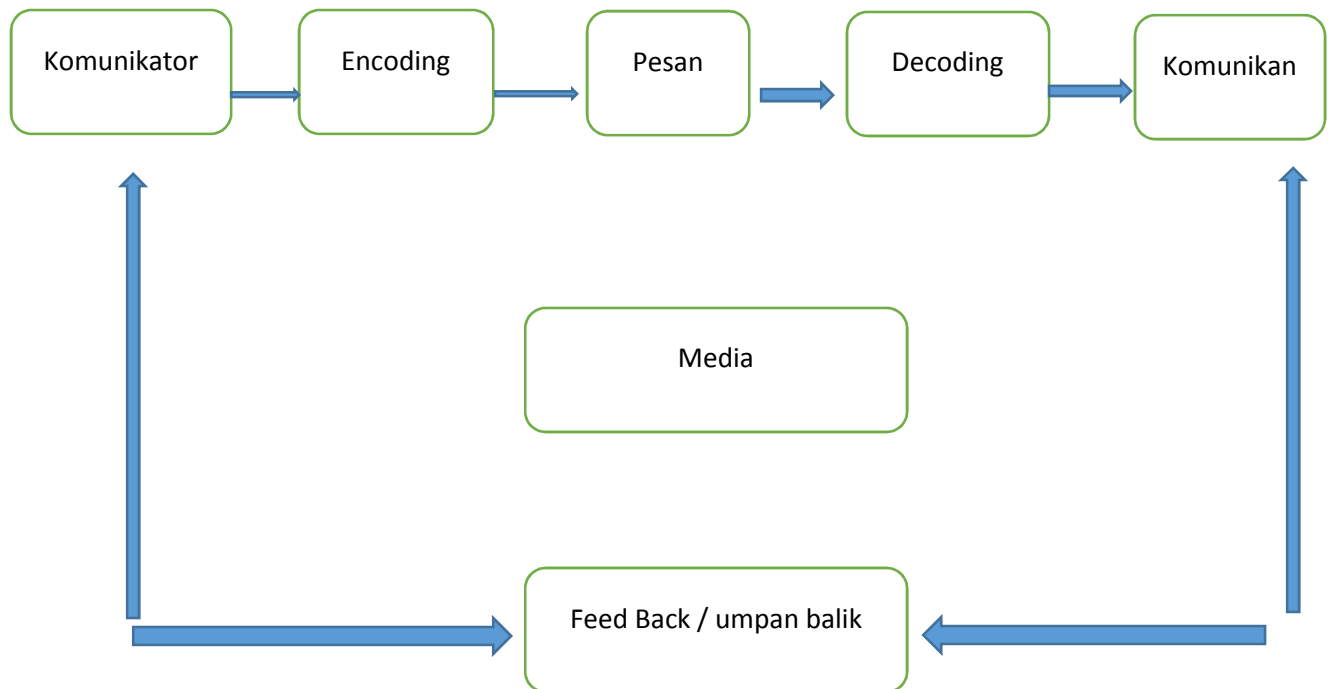 Komunikator
Encoding
Pesan
Decoding
Komunikan
Media
Feed Back / umpan balik